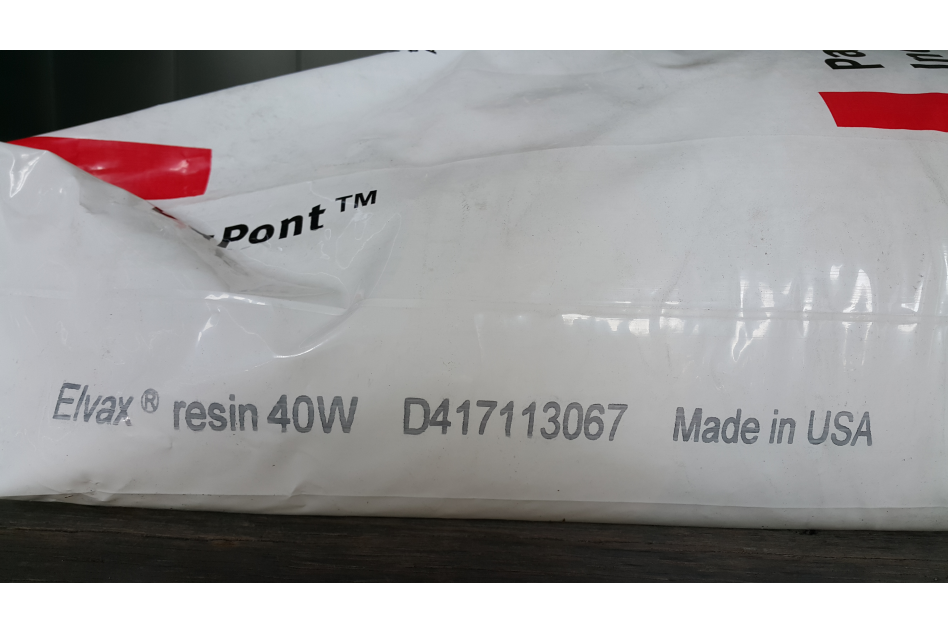 Pont™
Elvax® resin 40W D417113067 Made in USA